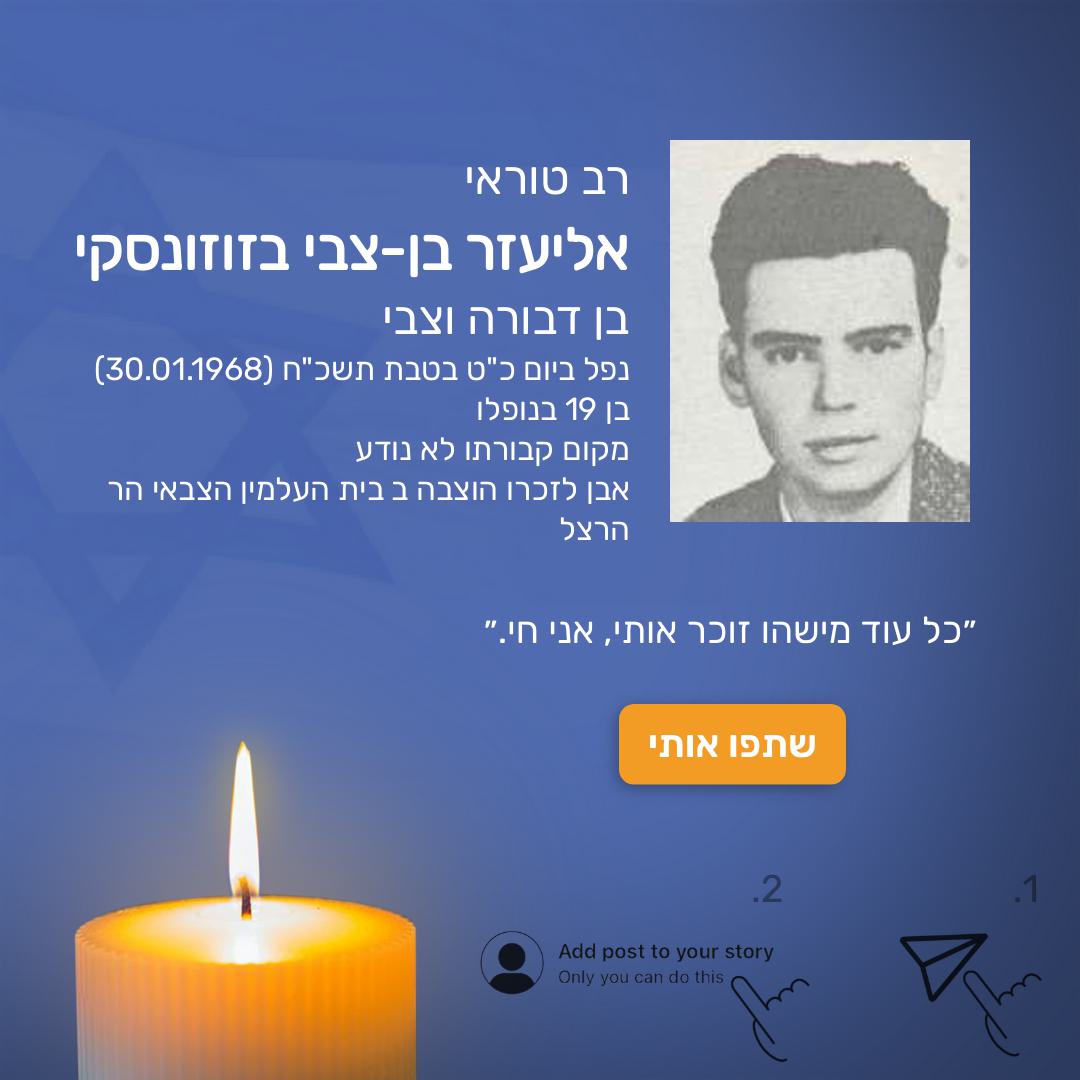 רב טוראי
אליעזר בן-צבי בזוזונסקי
בן דבורה וצבי
נפל ביום כ"ט בטבת תשכ"ח (30.01.1968)
בן 19 בנופלו
מקום קבורתו לא נודע
אבן לזכרו הוצבה ב בית העלמין הצבאי הר
הרצל
״כל עוד מישהו זוכר אותי, אני חי.״
שתפו אותי
1.
2.
Add post to your story
Only you can do this